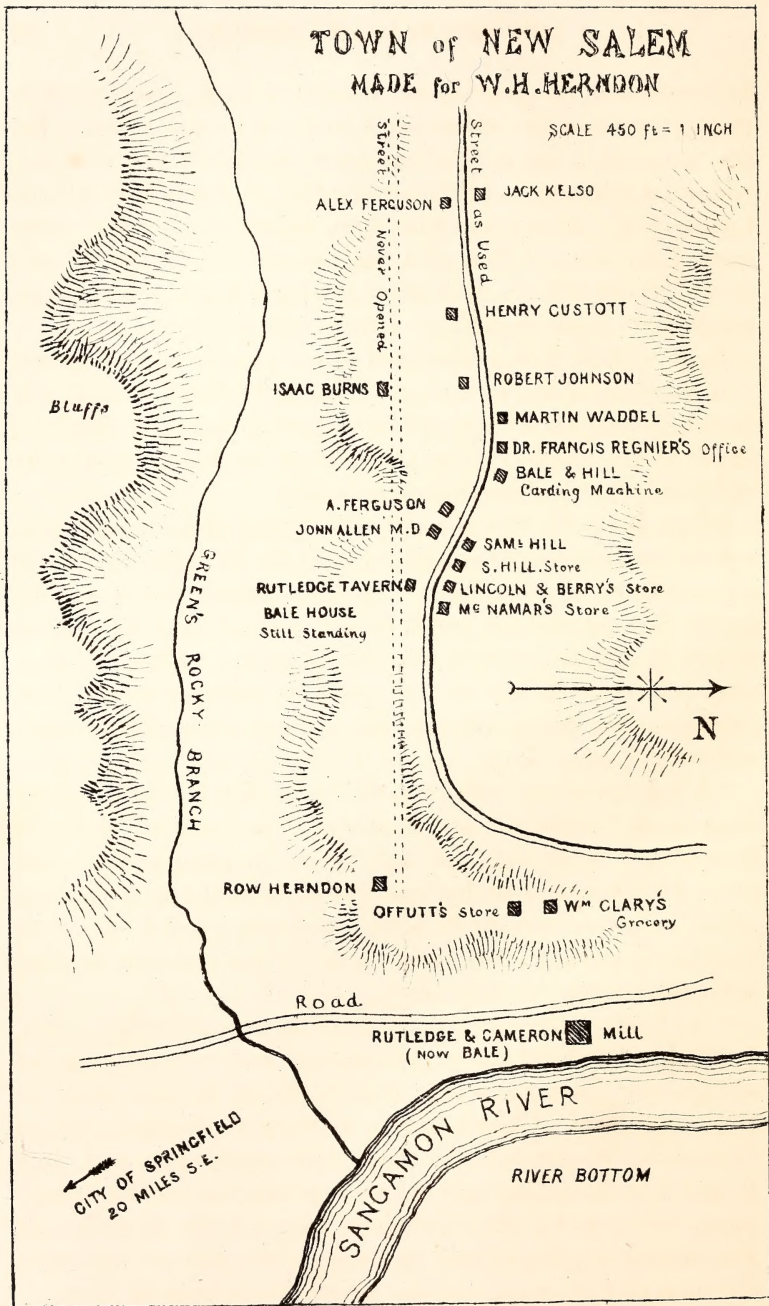 TOWN of NEW SALEM
MADE for W.H.HERNDON
SCALE 450 ft = 1 INCH
Street Never Opened
Street as Used
JACK KELSO
ALEX FERGUSON
HENRY CUSTOTT
ISAAC BURNS
ROBERT JOHNSON
Bluffs
MARTIN WADDEL
DR. FRANCIS REGNIER'S Office
BALE & HILL
Carding Machine
A. FERGUSON
JONN ALLEN M.D
SAML HILL
S. HILL. Store
RUTLEDGE TAVERN
LINCOLN & BERRY'S Store
BALE HOUSE
Still Standing
Mc NAMAR'S Store
GREEN'S ROCKY BRANCH
N
ROW HERNDON
OFFUTT'S Store
WM CLARY'S
Grocery
Road
RUTLEDGE & CAMERON Mill
(NOW BALE)
SANGAMON RIVER
CITY OF SPRINGFIELD
20 MILES S.E.
RIVER BOTTOM